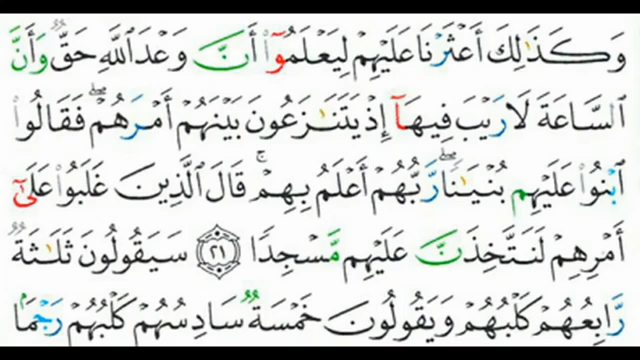 وَكَذَٰلِكَ أَعْثَرْنَا عَلَيْهِمْ لِيَعْلَمُوٓا۟ أَنَّ وَعْدَ ٱللَّهِ حَقٌّ وَأَنَّ
ٱلسَّاعَةَ لَا رَيْبَ فِيهَآ إِذْ يَتَنَـٰزَعُونَ بَيْنَهُمْ أَمْرَهُمْ ۖ فَقَالُوا۟
ٱبْنُوا۟ عَلَيْهِم بُنْيَـٰنًا ۖ رَّبُّهُمْ أَعْلَمُ بِهِمْ ۚ قَالَ ٱلَّذِينَ غَلَبُوا۟ عَلَىٰٓ
أَمْرِهِمْ لَنَتَّخِذَنَّ عَلَيْهِم مَّسْجِدًا ٢١ سَيَقُولُونَ ثَلَـٰثَةٌ
رَّابِعُهُمْ كَلْبُهُمْ وَيَقُولُونَ خَمْسَةٌ سَادِسُهُمْ كَلْبُهُمْ رَجْمًۢا